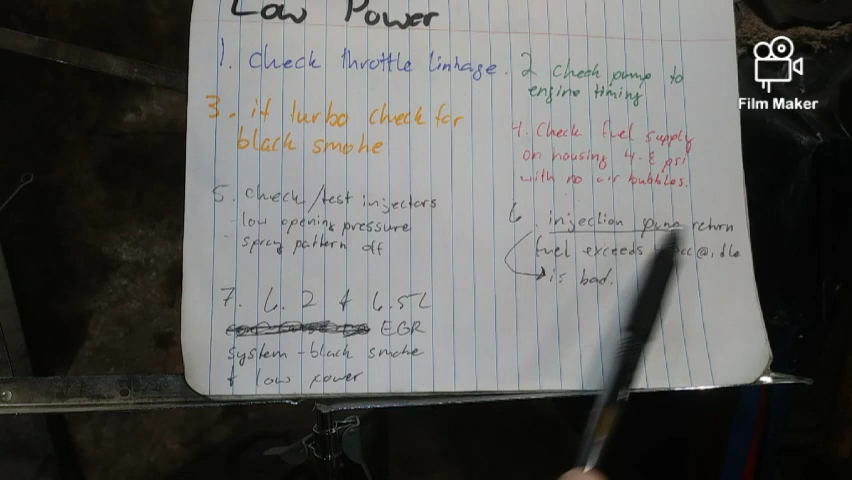 Low Power
1. check throttle linkage.
2 check pump to
engine timing
3. if turbo check for
black smoke
4. Check fuel supply
on housing 4-8 psi
with no air bubbles.
5. check/test injectors
- low opening pressure
- spray pattern off
6. injection pump return
fuel exceeds cc@idle
is bad.
7. 6.2 & 6.5L
EGR
system - black smoke
& low power
Film Maker